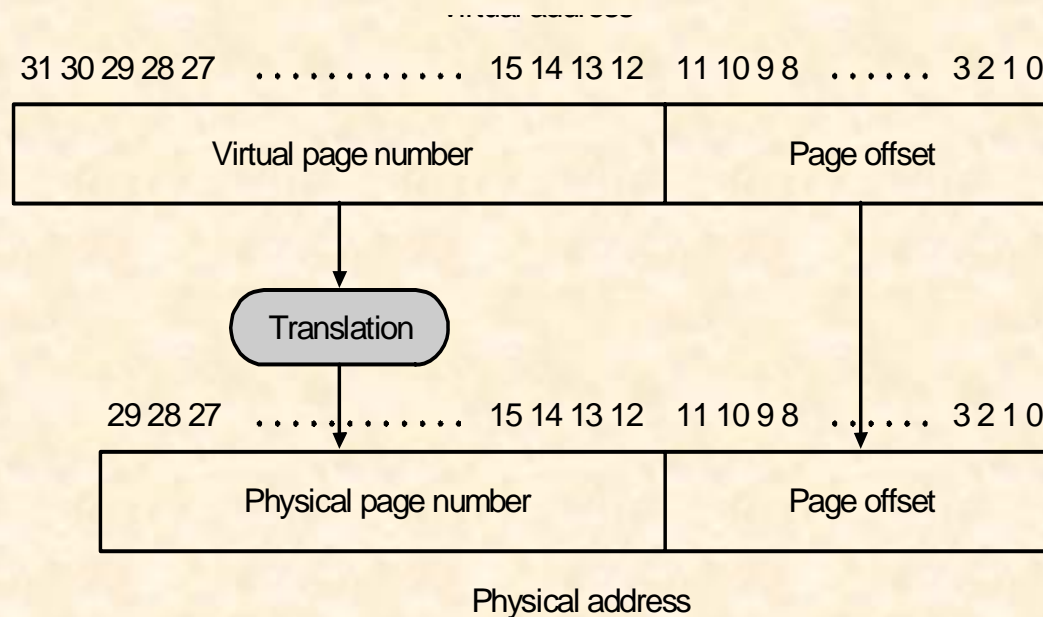 31 30 29 28 27 ............ 15 14 13 12 11 10 9 8 ...... 3 2 1 0
Virtual page number Page offset
Translation
29 28 27 ............ 15 14 13 12 11 10 9 8 ...... 3 2 1 0
Physical page number Page offset
Physical address